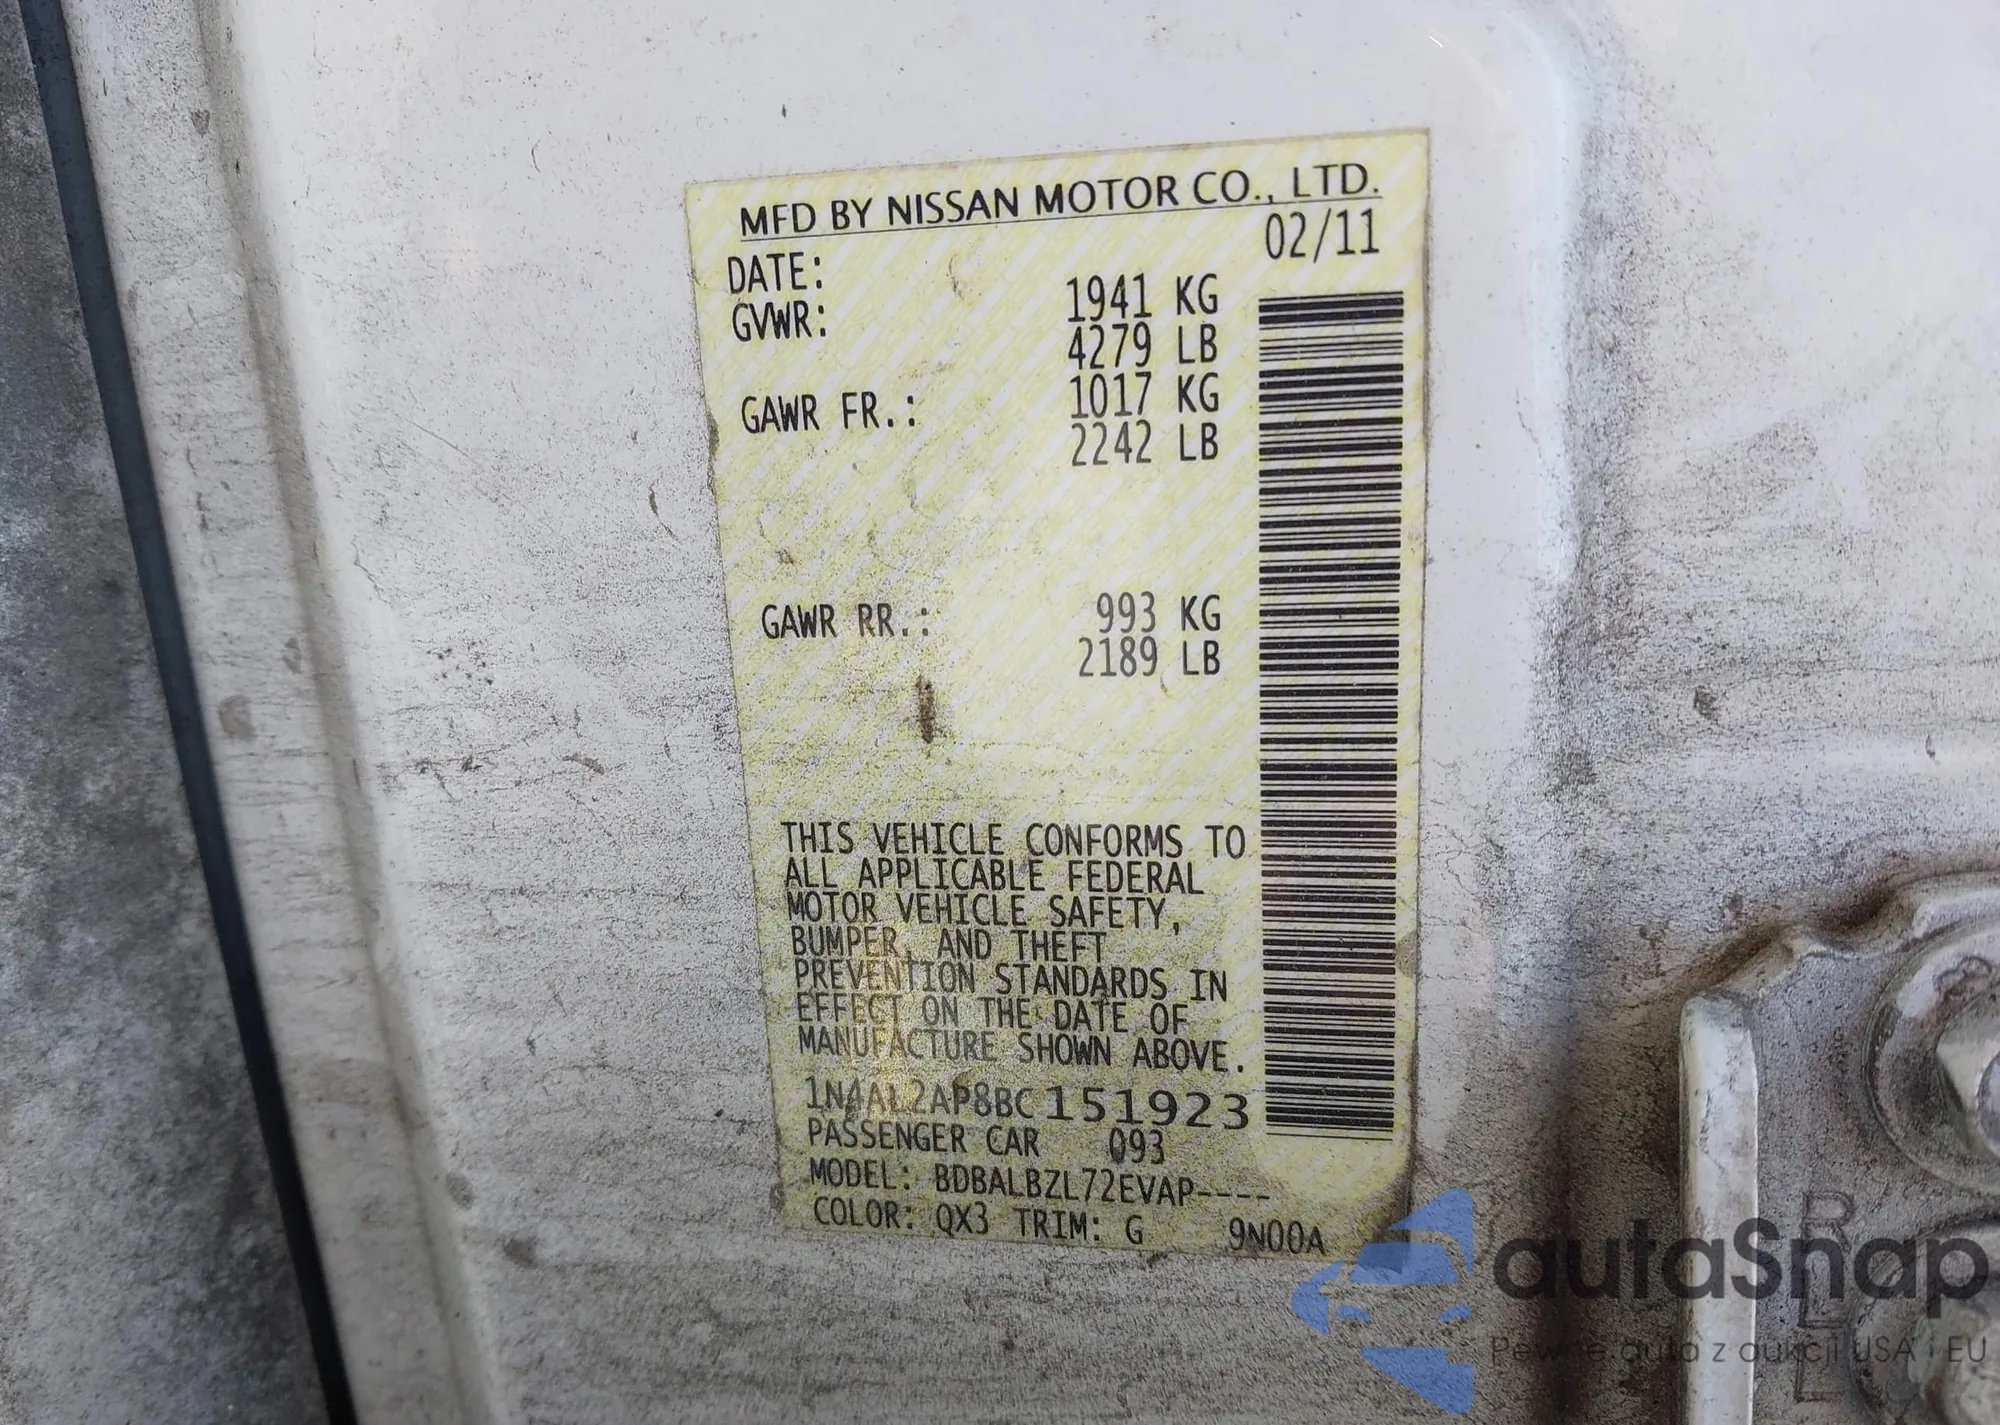 MFD BY NISSAN MOTOR CO., LTD.
DATE: 02/11
GVWR: 1941 KG
4279 LB
GAWR FR.: 1017 KG
2242 LB
GAWR RR.: 993 KG
2189 LB
THIS VEHICLE CONFORMS TO
ALL APPLICABLE FEDERAL
MOTOR VEHICLE SAFETY,
BUMPER, AND THEFT
PREVENTION STANDARDS IN
EFFECT ON THE DATE OF
MANUFACTURE SHOWN ABOVE.
1N4AL2AP8BC151923
PASSENGER CAR 093
MODEL: BDBALBZL72EVAP----
COLOR: QX3 TRIM: G 9N00A
autaSnap
Pewne auta z aukcji USA i EU